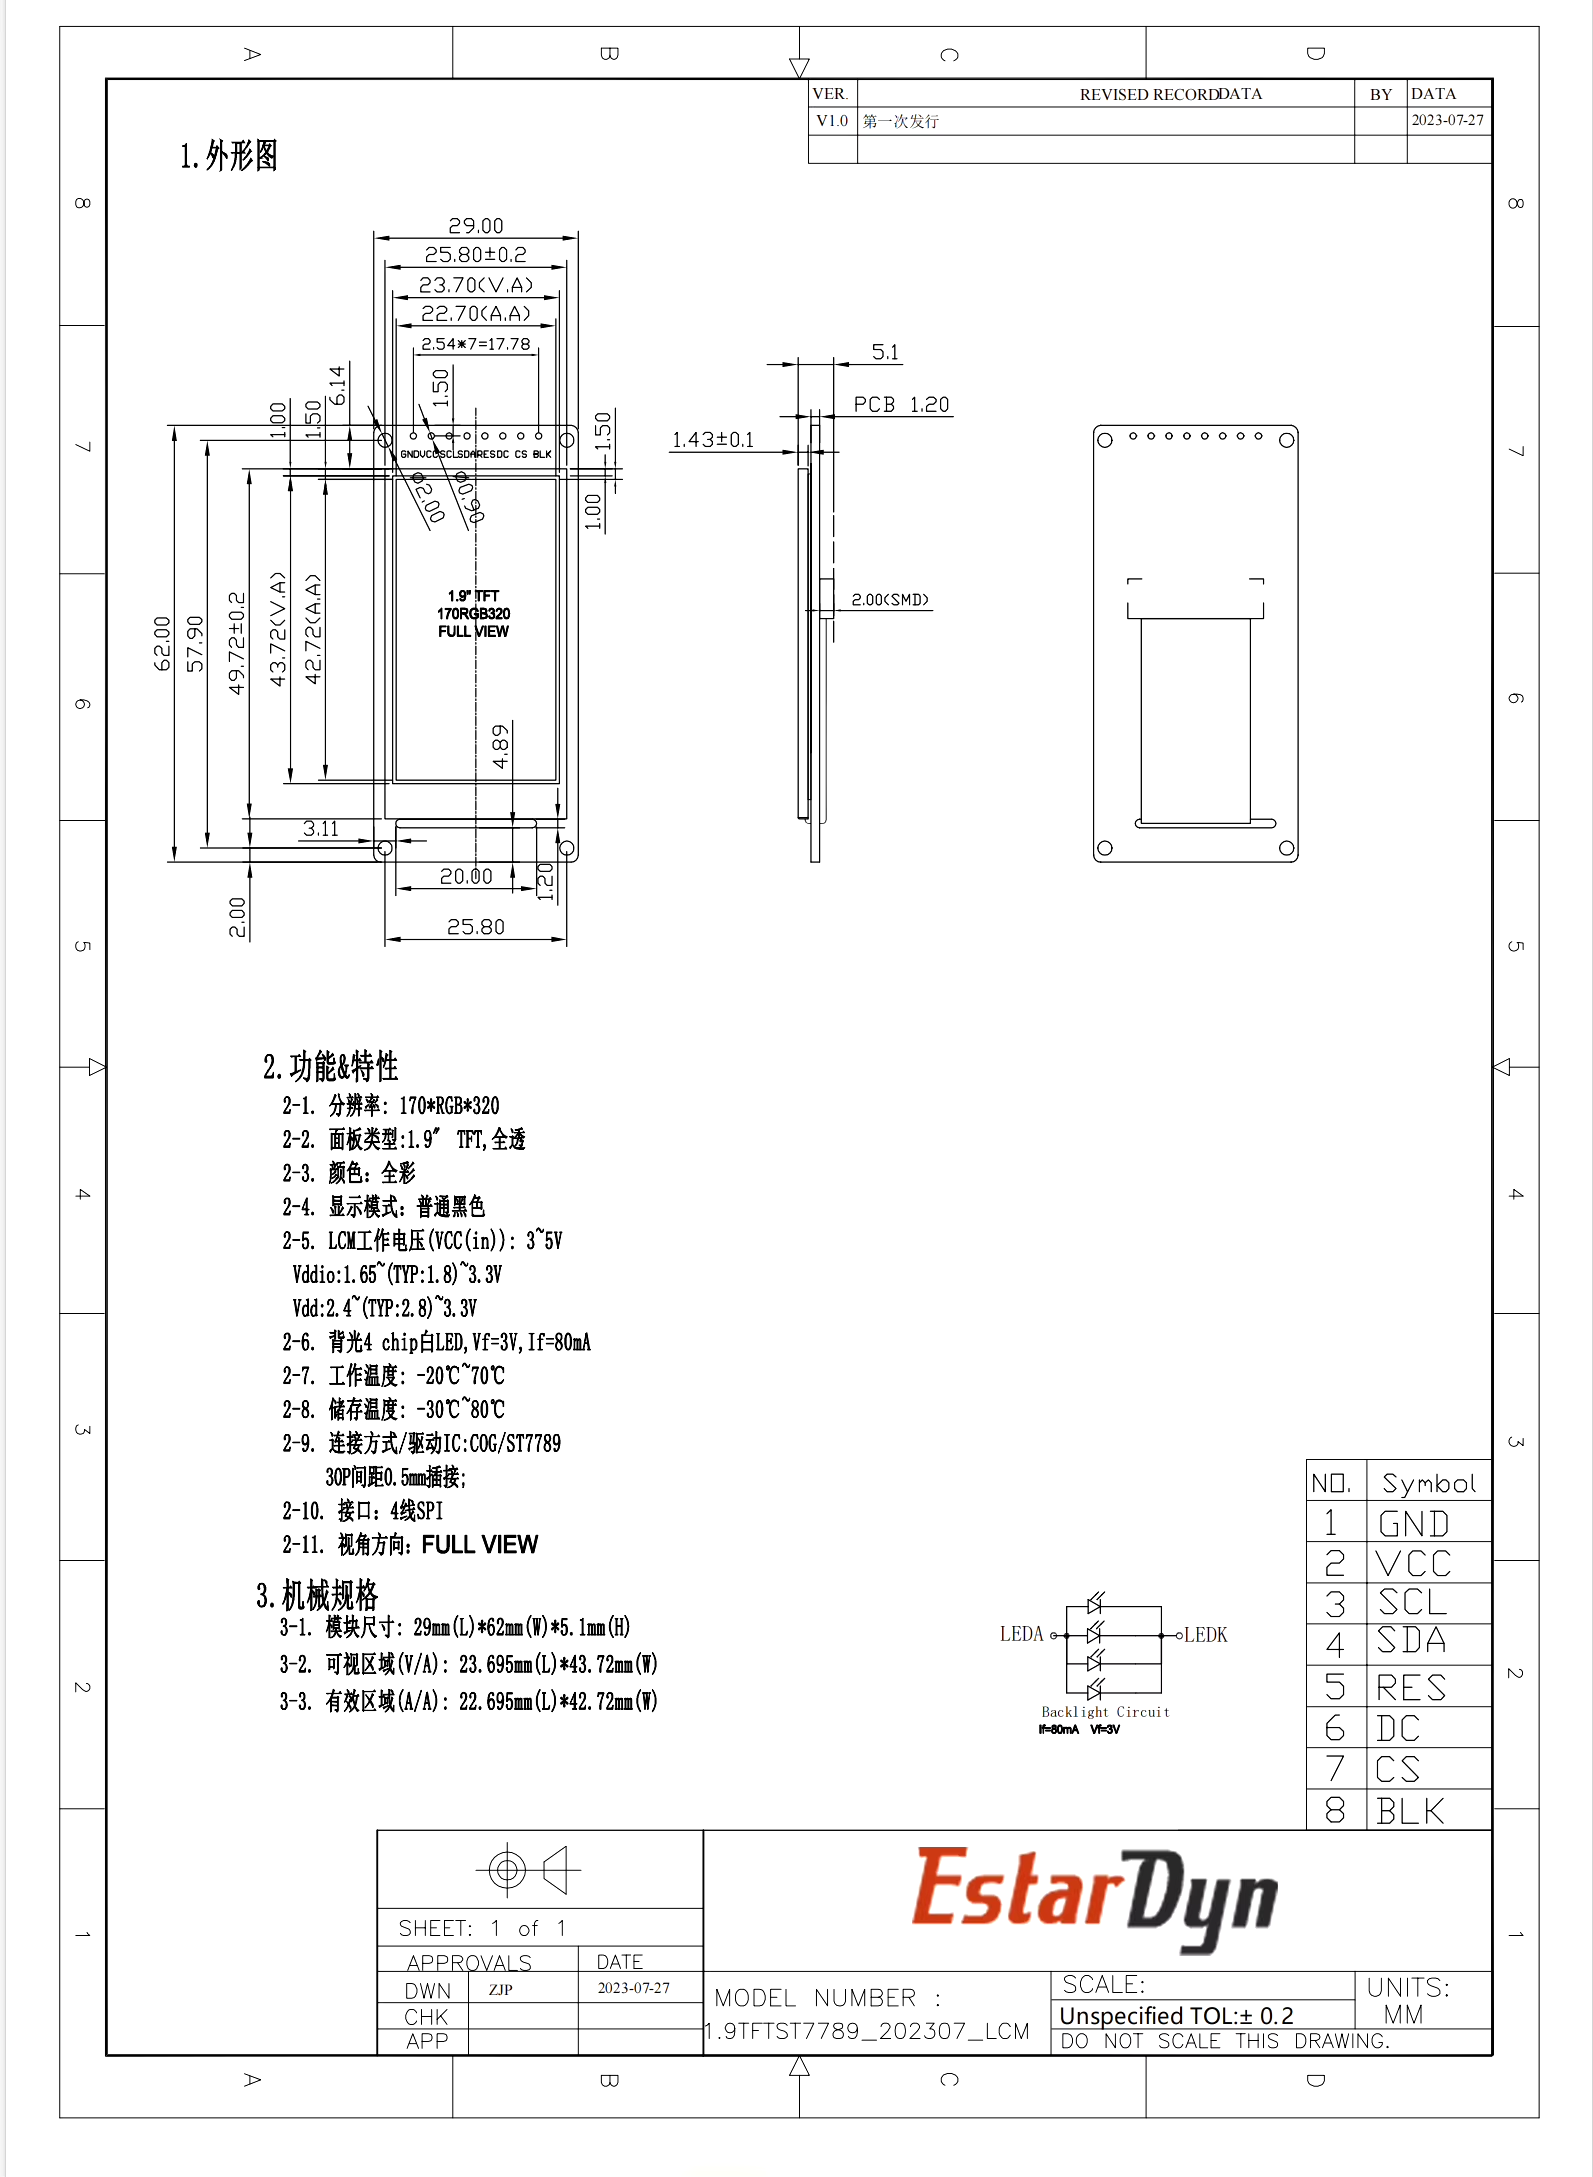 A B C D
VER. REVISED RECORDDATA BY DATA
V1.0 第一次发行 2023-07-27
1.外形图
8 8
29.00
25.80±0.2
23.70(V.A)
22.70(A.A)
2.54*7=17.78
6.14
1.50
1.00
1.50
1.50
5.1
PCB 1.20
1.43±0.1
7 7
GNDVCCSCLSDARESDC CS BLK
2.00
0.90
1.00
1.9" TFT
170RGB320
FULL VIEW
2.00(SMD)
62.00
57.90
49.72±0.2
43.72(V.A)
42.72(A.A)
6 6
4.89
3.11
20.00
1.20
2.00
25.80
5 5
2.功能&特性
2-1. 分辨率: 170*RGB*320
2-2. 面板类型:1.9" TFT,全透
2-3. 颜色: 全彩
2-4. 显示模式: 普通黑色
2-5. LCM工作电压(VCC(in)): 3~5V
Vddio:1.65~(TYP:1.8)~3.3V
Vdd:2.4~(TYP:2.8)~3.3V
2-6. 背光4 chip白LED,Vf=3V,If=80mA
2-7. 工作温度: -20℃~70℃
2-8. 储存温度: -30℃~80℃
2-9. 连接方式/驱动IC:COG/ST7789
30P间距0.5mm插接;
2-10. 接口: 4线SPI
2-11. 视角方向: FULL VIEW
4 4
3 3
3.机械规格
3-1. 模块尺寸: 29mm(L)*62mm(W)*5.1mm(H)
3-2. 可视区域(V/A): 23.695mm(L)*43.72mm(W)
3-3. 有效区域(A/A): 22.695mm(L)*42.72mm(W)
2 2
LEDA LEDK
Backlight Circuit
If=80mA Vf=3V
NO. Symbol
1 GND
2 VCC
3 SCL
4 SDA
5 RES
6 DC
7 CS
8 BLK
1 1
EstarDyn
SHEET: 1 of 1
APPROVALS DATE
DWN ZJP 2023-07-27
CHK
APP
MODEL NUMBER :
1.9TFTST7789_202307_LCM
SCALE:
Unspecified TOL:± 0.2
DO NOT SCALE THIS DRAWING.
UNITS:
MM
A B C D